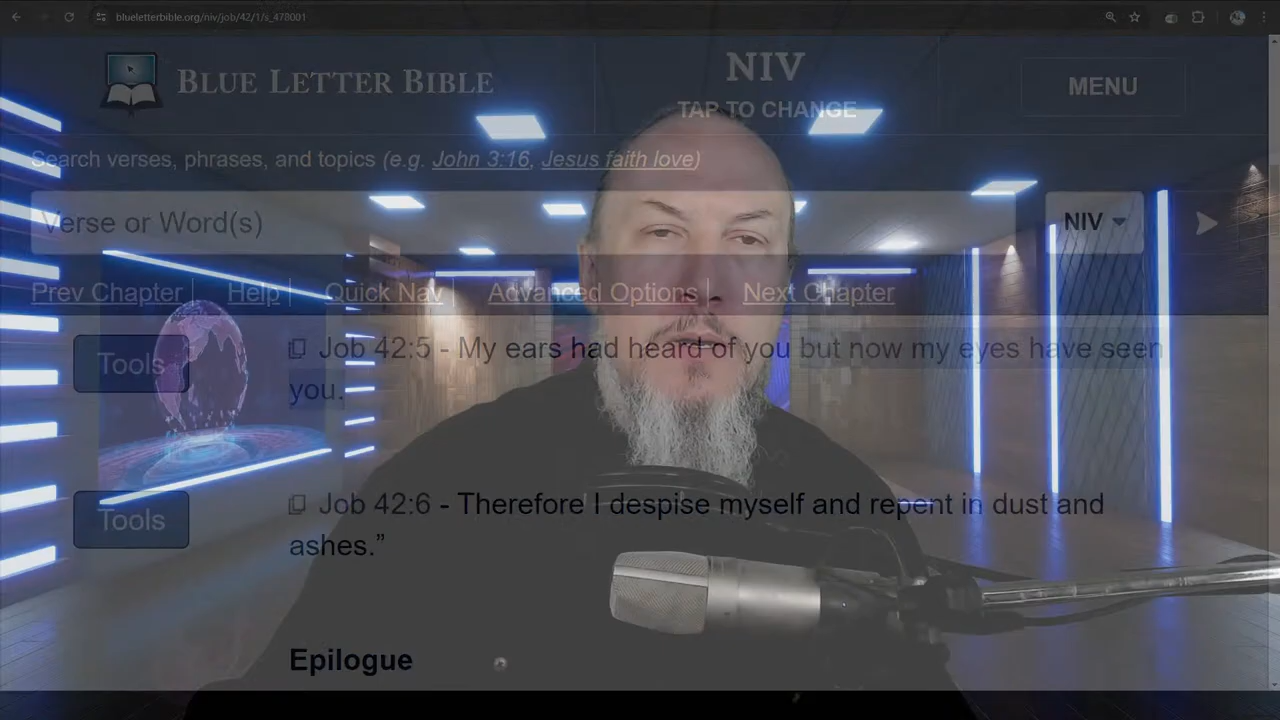 blueletterbible.org/niv/job/42/1/s_478001
BLUE LETTER BIBLE
NIV
TAP TO CHANGE
MENU
Search verses, phrases, and topics (e.g. John 3:16, Jesus faith love)
Verse or Word(s)
NIV
Prev Chapter | Help | Quick Nav | Advanced Options | Next Chapter
Tools
Job 42:5 - My ears had heard of you but now my eyes have seen
you.
Tools
Job 42:6 - Therefore I despise myself and repent in dust and
ashes.”
Epilogue